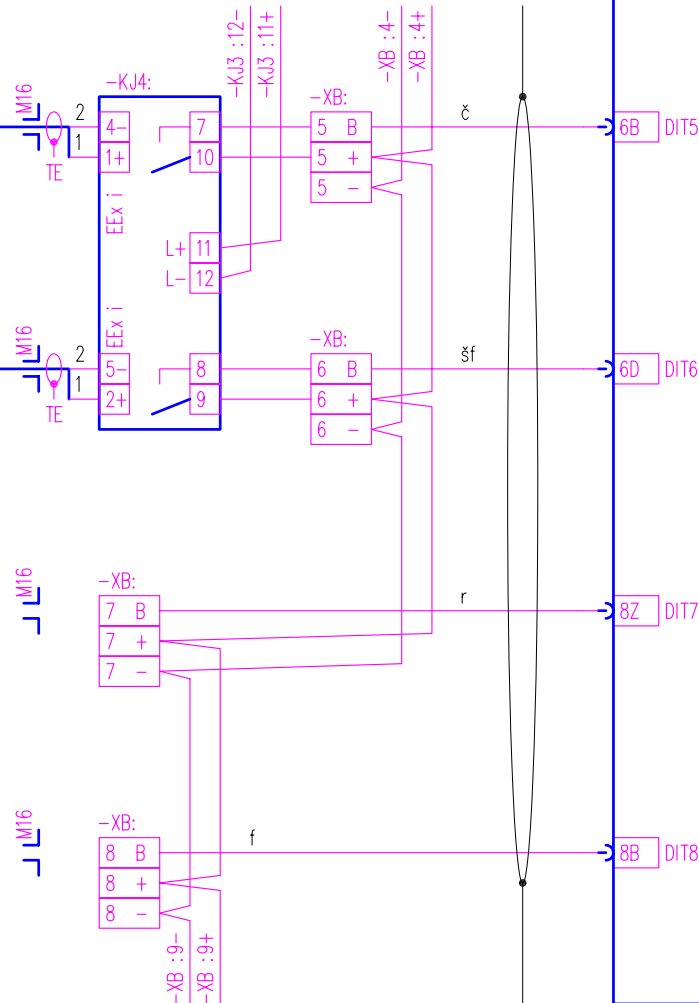 -KJ3 :12-
-KJ3 :11+
-XB :4-
-XB :4+
M16
-KJ4:
-XB:
2
4-
7
5 B
č
6B
DIT5
1
1+
10
5 +
TE
5 -
EEx i
L+
11
L-
12
EEx i
M16
-XB:
2
5-
8
6 B
šf
6D
DIT6
1
2+
9
6 +
TE
6 -
M16
-XB:
7 B
r
8Z
DIT7
7 +
7 -
M16
-XB:
8 B
f
8B
DIT8
8 +
8 -
-XB :9-
-XB :9+